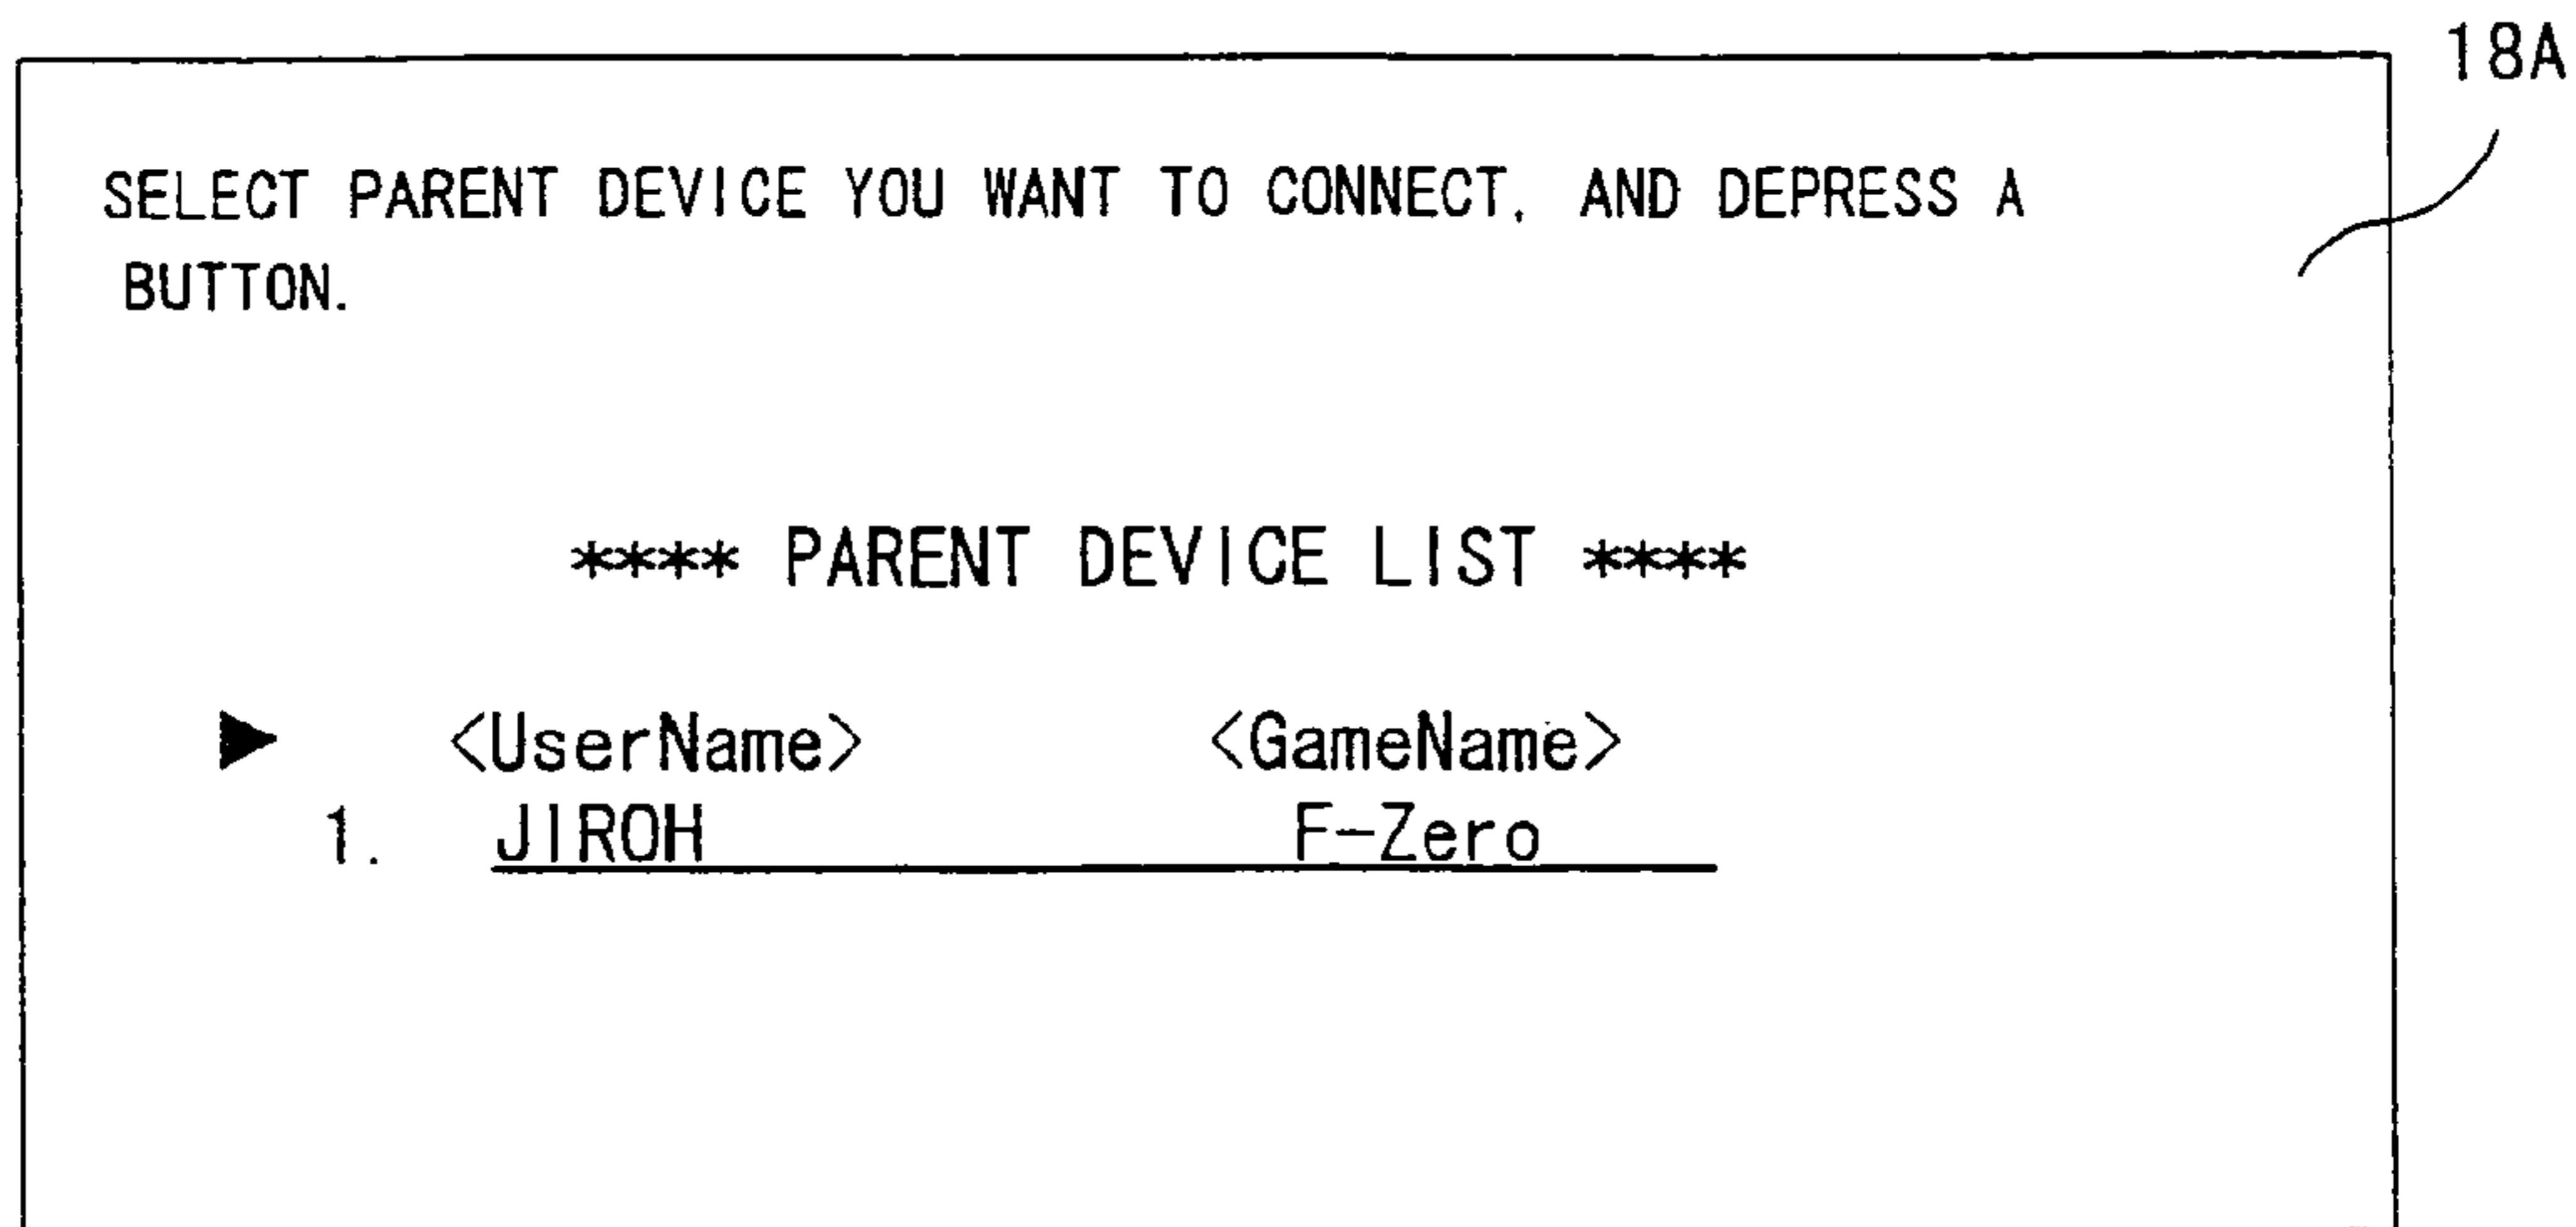 18A
SELECT PARENT DEVICE YOU WANT TO CONNECT, AND DEPRESS A
BUTTON.
**** PARENT DEVICE LIST ****
▶ <UserName> <GameName>
1. JIROH F-Zero